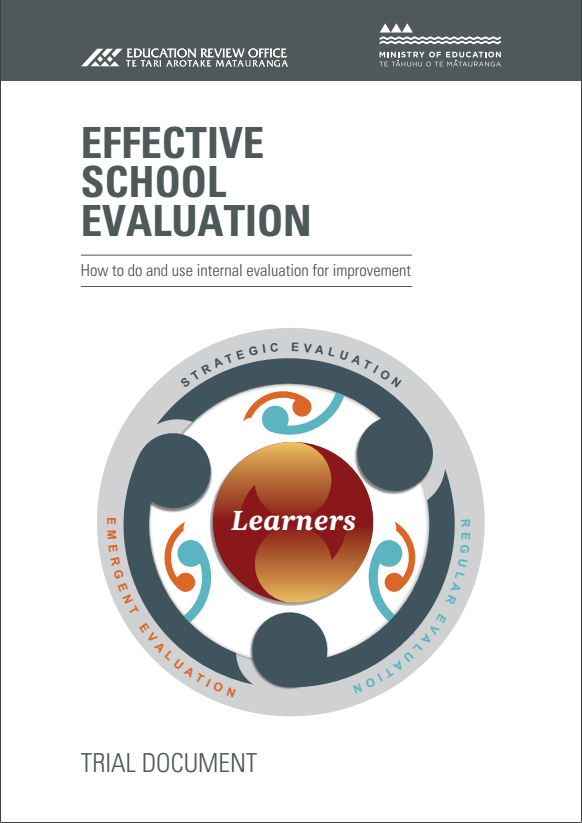 EDUCATION REVIEW OFFICE
TE TARI AROTAKE MATAURANGA
MINISTRY OF EDUCATION
TE TĀHUHU O TE MĀTAURANGA
EFFECTIVE
SCHOOL
EVALUATION
How to do and use internal evaluation for improvement
STRATEGIC EVALUATION
Learners
EMERGENT EVALUATION
REGULAR EVALUATION
TRIAL DOCUMENT